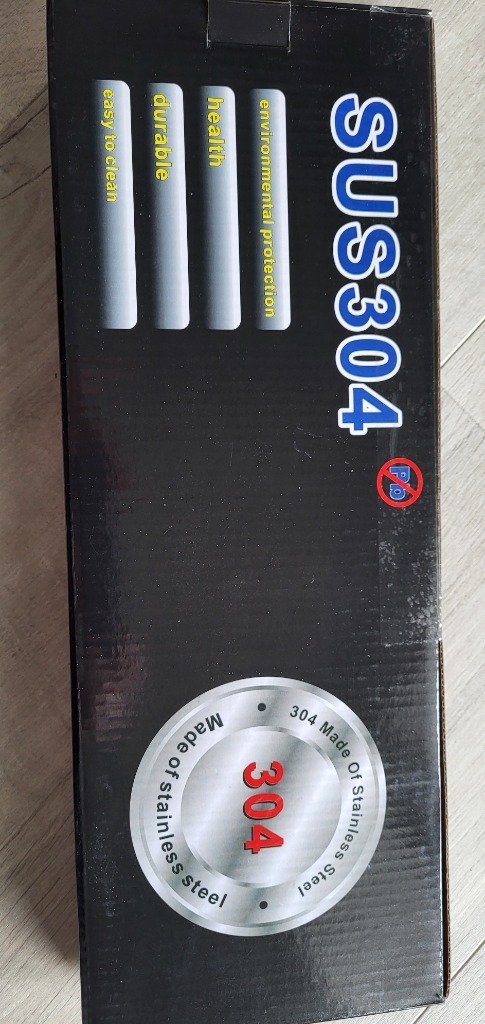 SUS304
Pb
environmental protection
health
durable
easy to clean
304 Made Of Stainless Steel
304
Made of stainless steel